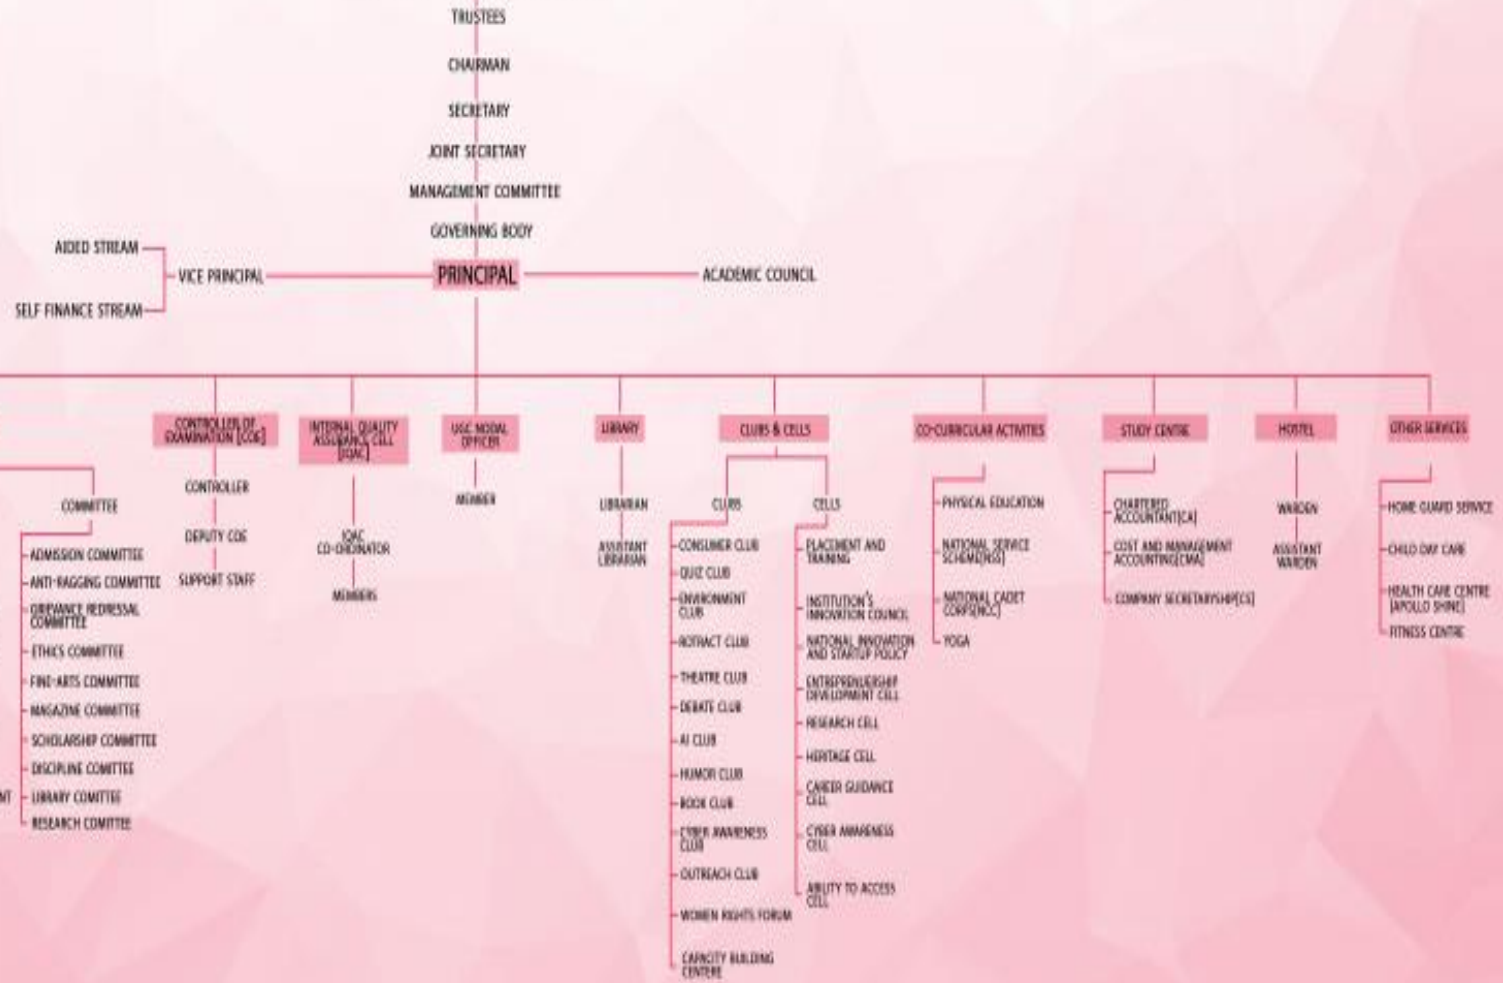 TRUSTEES
CHAIRMAN
SECRETARY
JOINT SECRETARY
MANAGEMENT COMMITTEE
GOVERNING BODY
AIDED STREAM
SELF FINANCE STREAM
VICE PRINCIPAL
PRINCIPAL
ACADEMIC COUNCIL
COMMITTEE
ADMISSION COMMITTEE
ANTI-RAGGING COMMITTEE
GRIEVANCE REDRESSAL
COMMITTEE
ETHICS COMMITTEE
FINE-ARTS COMMITTEE
MAGAZINE COMMITTEE
SCHOLARSHIP COMMITTEE
DISCIPLINE COMITTEE
NT
LIBRARY COMITTEE
RESEARCH COMITTEE
CONTROLLER OF
EXAMINATION [COE]
CONTROLLER
DEPUTY COE
SUPPORT STAFF
INTERNAL QUALITY
ASSURANCE CELL
[IQAC]
IQAC
CO-ORDINATOR
MEMBERS
UGC NODAL
OFFICER
MEMBER
LIBRARY
LIBRARIAN
ASSISTANT
LIBRARIAN
CLUBS & CELLS
CLUBS
CONSUMER CLUB
QUIZ CLUB
ENVIRONMENT
CLUB
ROTRACT CLUB
THEATRE CLUB
DEBATE CLUB
AI CLUB
HUMOR CLUB
BOOK CLUB
CYBER AWARENESS
CLUB
OUTREACH CLUB
WOMEN RIGHTS FORUM
CAPACITY BUILDING
CENTERE
CELLS
PLACEMENT AND
TRAINING
INSTITUTION'S
INNOVATION COUNCIL
NATIONAL INNOVATION
AND STARTUP POLICY
ENTREPRENUERSHIP
DEVELOPMENT CELL
RESEARCH CELL
HERITAGE CELL
CAREER GUIDANCE
CELL
CYBER AWARENESS
CELL
ABILITY TO ACCESS
CELL
CO-CURRICULAR ACTIVITIES
PHYSICAL EDUCATION
NATIONAL SERVICE
SCHEME[NSS]
NATIONAL CADET
CORPS[NCC]
YOGA
STUDY CENTRE
CHARTERED
ACCOUNTANT[CA]
COST AND MANAGEMENT
ACCOUNTING[CMA]
COMPANY SECRETARYSHIP[CS]
HOSTEL
WARDEN
ASSISTANT
WARDEN
OTHER SERVICES
HOME GUARD SERVICE
CHILD DAY CARE
HEALTH CARE CENTRE
[APOLLO SHINE]
FITNESS CENTRE